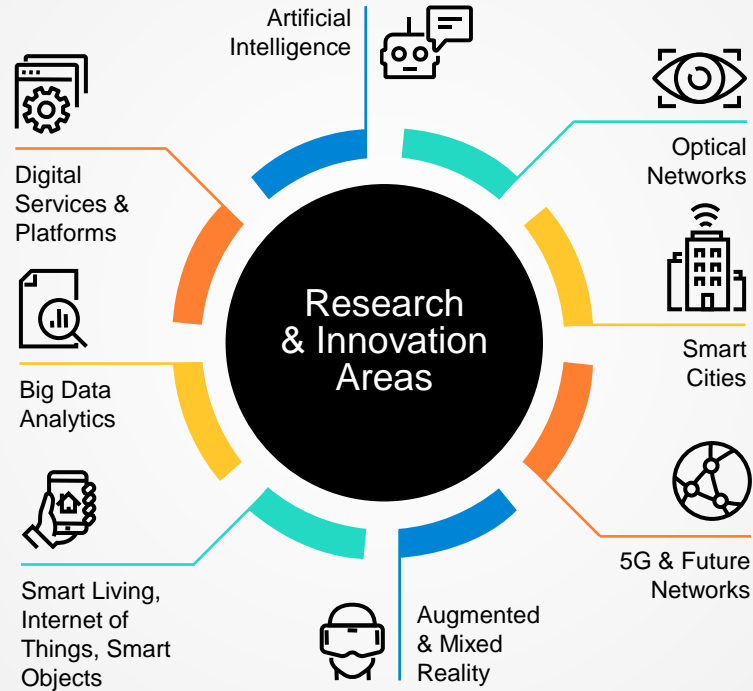 Artificial
Intelligence
Optical
Networks
Digital
Services &
Platforms
Research
& Innovation
Areas
Smart
Cities
Big Data
Analytics
5G & Future
Networks
Smart Living,
Internet of
Things, Smart
Objects
Augmented
& Mixed
Reality